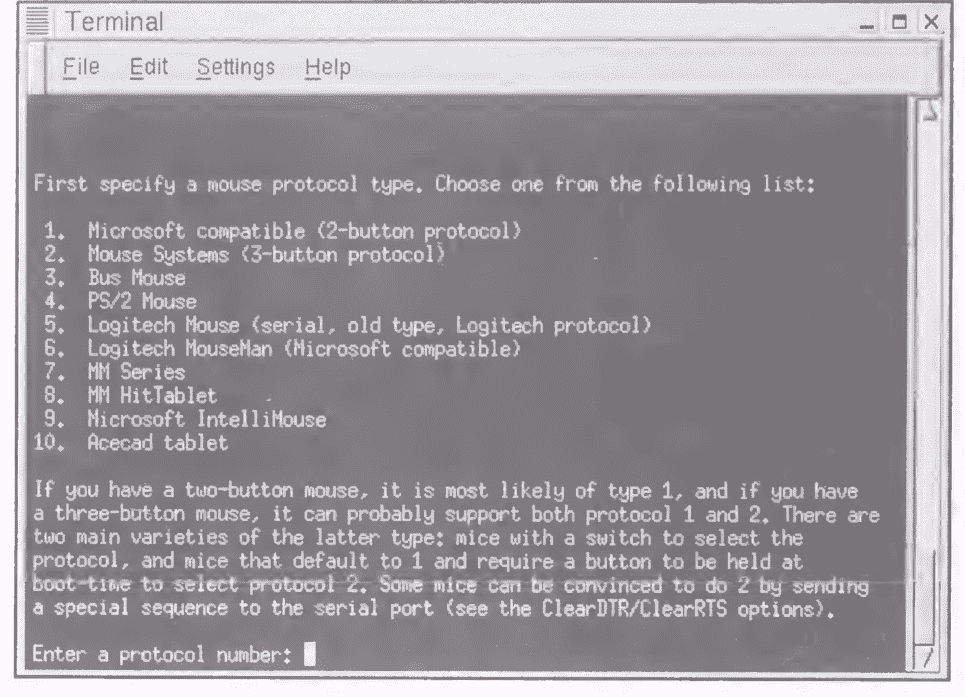 Terminal
File Edit Settings Help
First specify a mouse protocol type. Choose one from the following list:
1. Microsoft compatible (2-button protocol)
2. Mouse Systems (3-button protocol)
3. Bus Mouse
4. PS/2 Mouse
5. Logitech Mouse (serial, old type, Logitech protocol)
6. Logitech MouseMan (Microsoft compatible)
7. MM Series
8. MM HitTablet
9. Microsoft IntelliMouse
10. Acecad tablet
If you have a two-button mouse, it is most likely of type 1, and if you have
a three-button mouse, it can probably support both protocol 1 and 2. There are
two main varieties of the latter type: mice with a switch to select the
protocol, and mice that default to 1 and require a button to be held at
boot-time to select protocol 2. Some mice can be convinced to do 2 by sending
a special sequence to the serial port (see the ClearDTR/ClearRTS options).
Enter a protocol number: